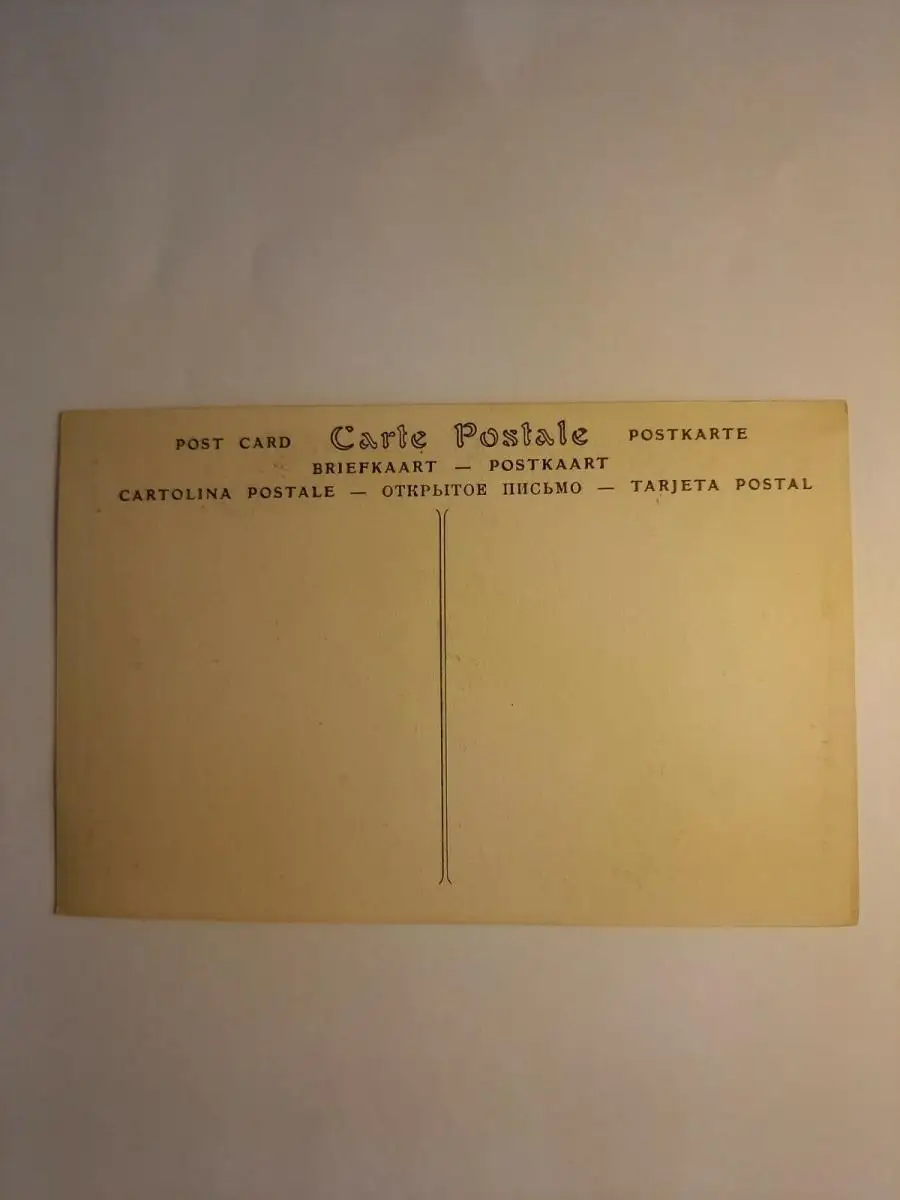 POST CARD Carte Postale POSTKARTE
BRIEFKAART — POSTKAART
CARTOLINA POSTALE — ОТКРЫТОЕ ПИСЬМО — TARJETA POSTAL